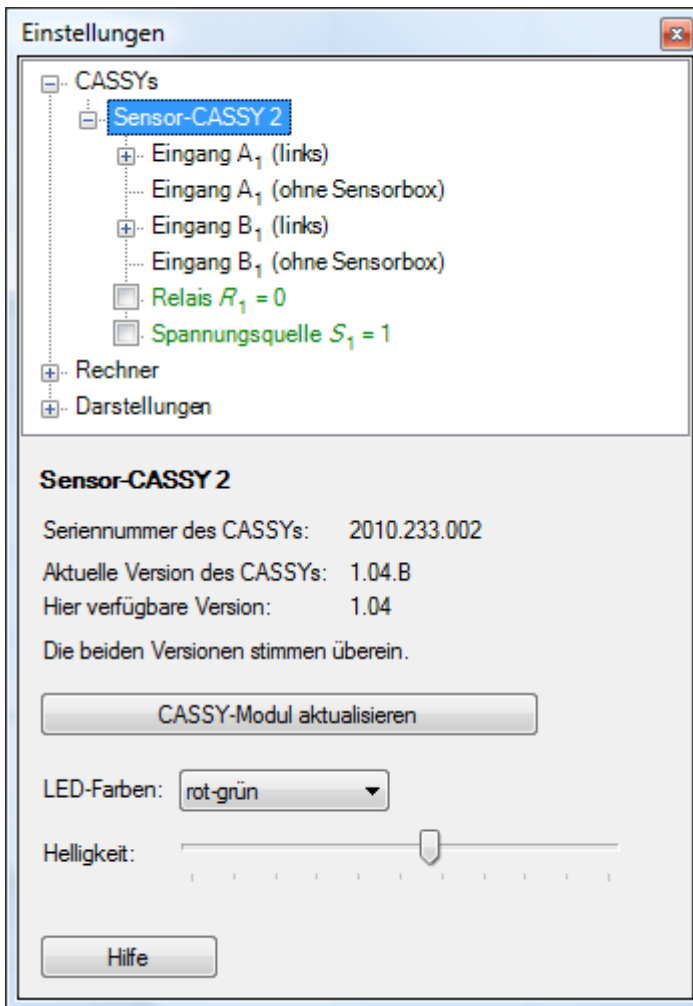 Einstellungen
CASSYs
Sensor-CASSY 2
Eingang A₁ (links)
Eingang A₁ (ohne Sensorbox)
Eingang B₁ (links)
Eingang B₁ (ohne Sensorbox)
Relais R₁ = 0
Spannungsquelle S₁ = 1
Rechner
Darstellungen
Sensor-CASSY 2
Seriennummer des CASSYs: 2010.233.002
Aktuelle Version des CASSYs: 1.04.B
Hier verfügbare Version: 1.04
Die beiden Versionen stimmen überein.
CASSY-Modul aktualisieren
LED-Farben: rot-grün
Helligkeit:
Hilfe